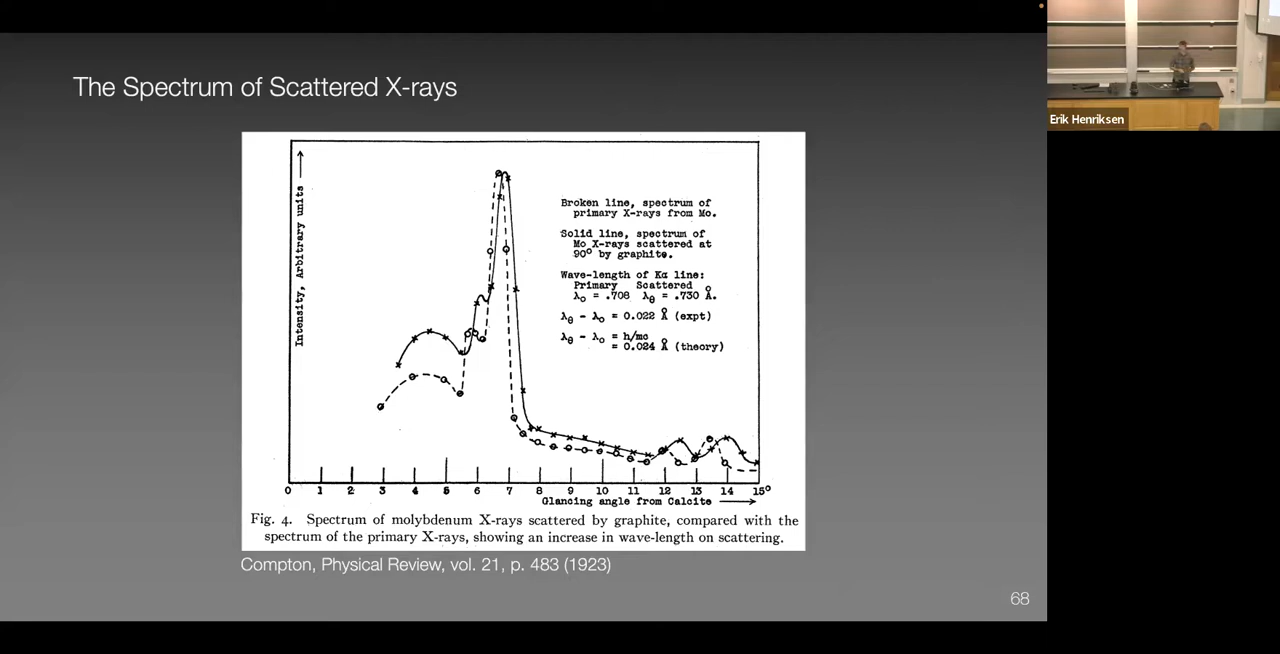 The Spectrum of Scattered X-rays
Erik Henriksen
Intensity, Arbitrary units
Broken line, spectrum of
primary X-rays from Mo.
Solid line, spectrum of
Mo X-rays scattered at
90° by graphite.
Wave-length of Kα line:
Primary Scattered
λ₀ = .708 λθ = .730 Å.
λθ - λ₀ = 0.022 Å (expt)
λθ - λ₀ = h/mc
= 0.024 Å (theory)
0 1 2 3 4 5 6 7 8 9 10 11 12 13 14 15°
Glancing angle from Calcite
Fig. 4. Spectrum of molybdenum X-rays scattered by graphite, compared with the
spectrum of the primary X-rays, showing an increase in wave-length on scattering.
Compton, Physical Review, vol. 21, p. 483 (1923)
68